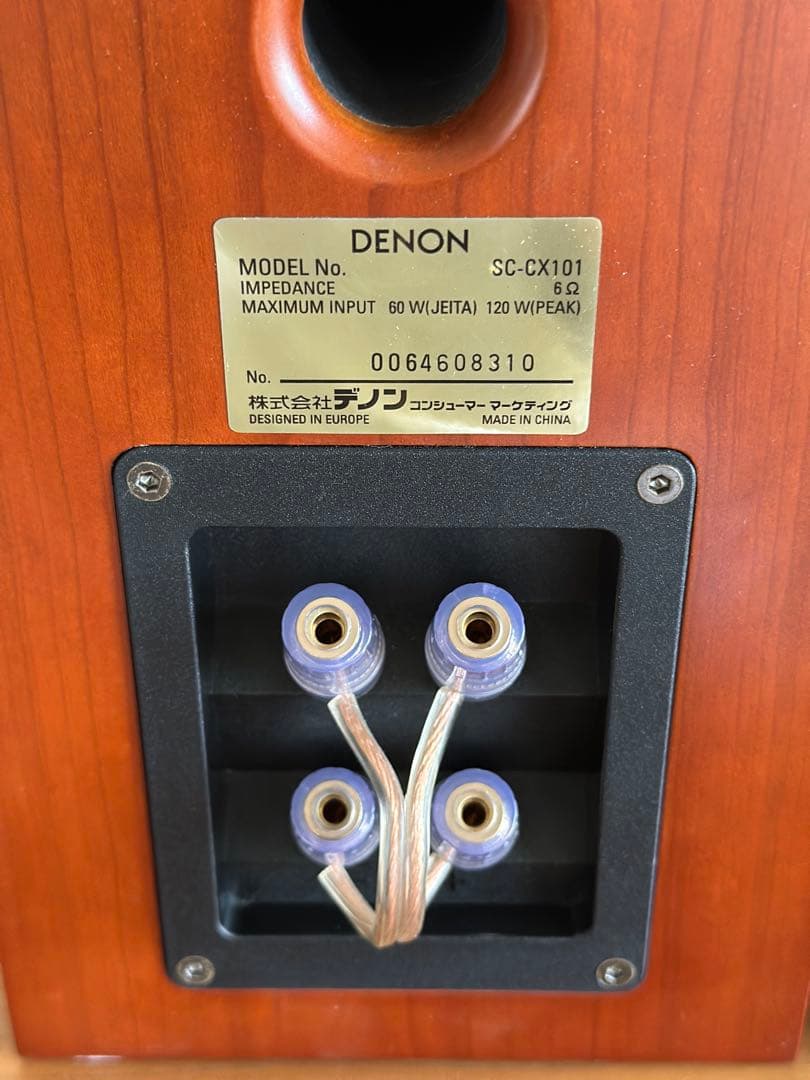 DENON
MODEL No. SC-CX101
IMPEDANCE 6Ω
MAXIMUM INPUT 60 W(JEITA) 120 W(PEAK)
No. 0064608310
株式会社デノン コンシューマー マーケティング
DESIGNED IN EUROPE MADE IN CHINA